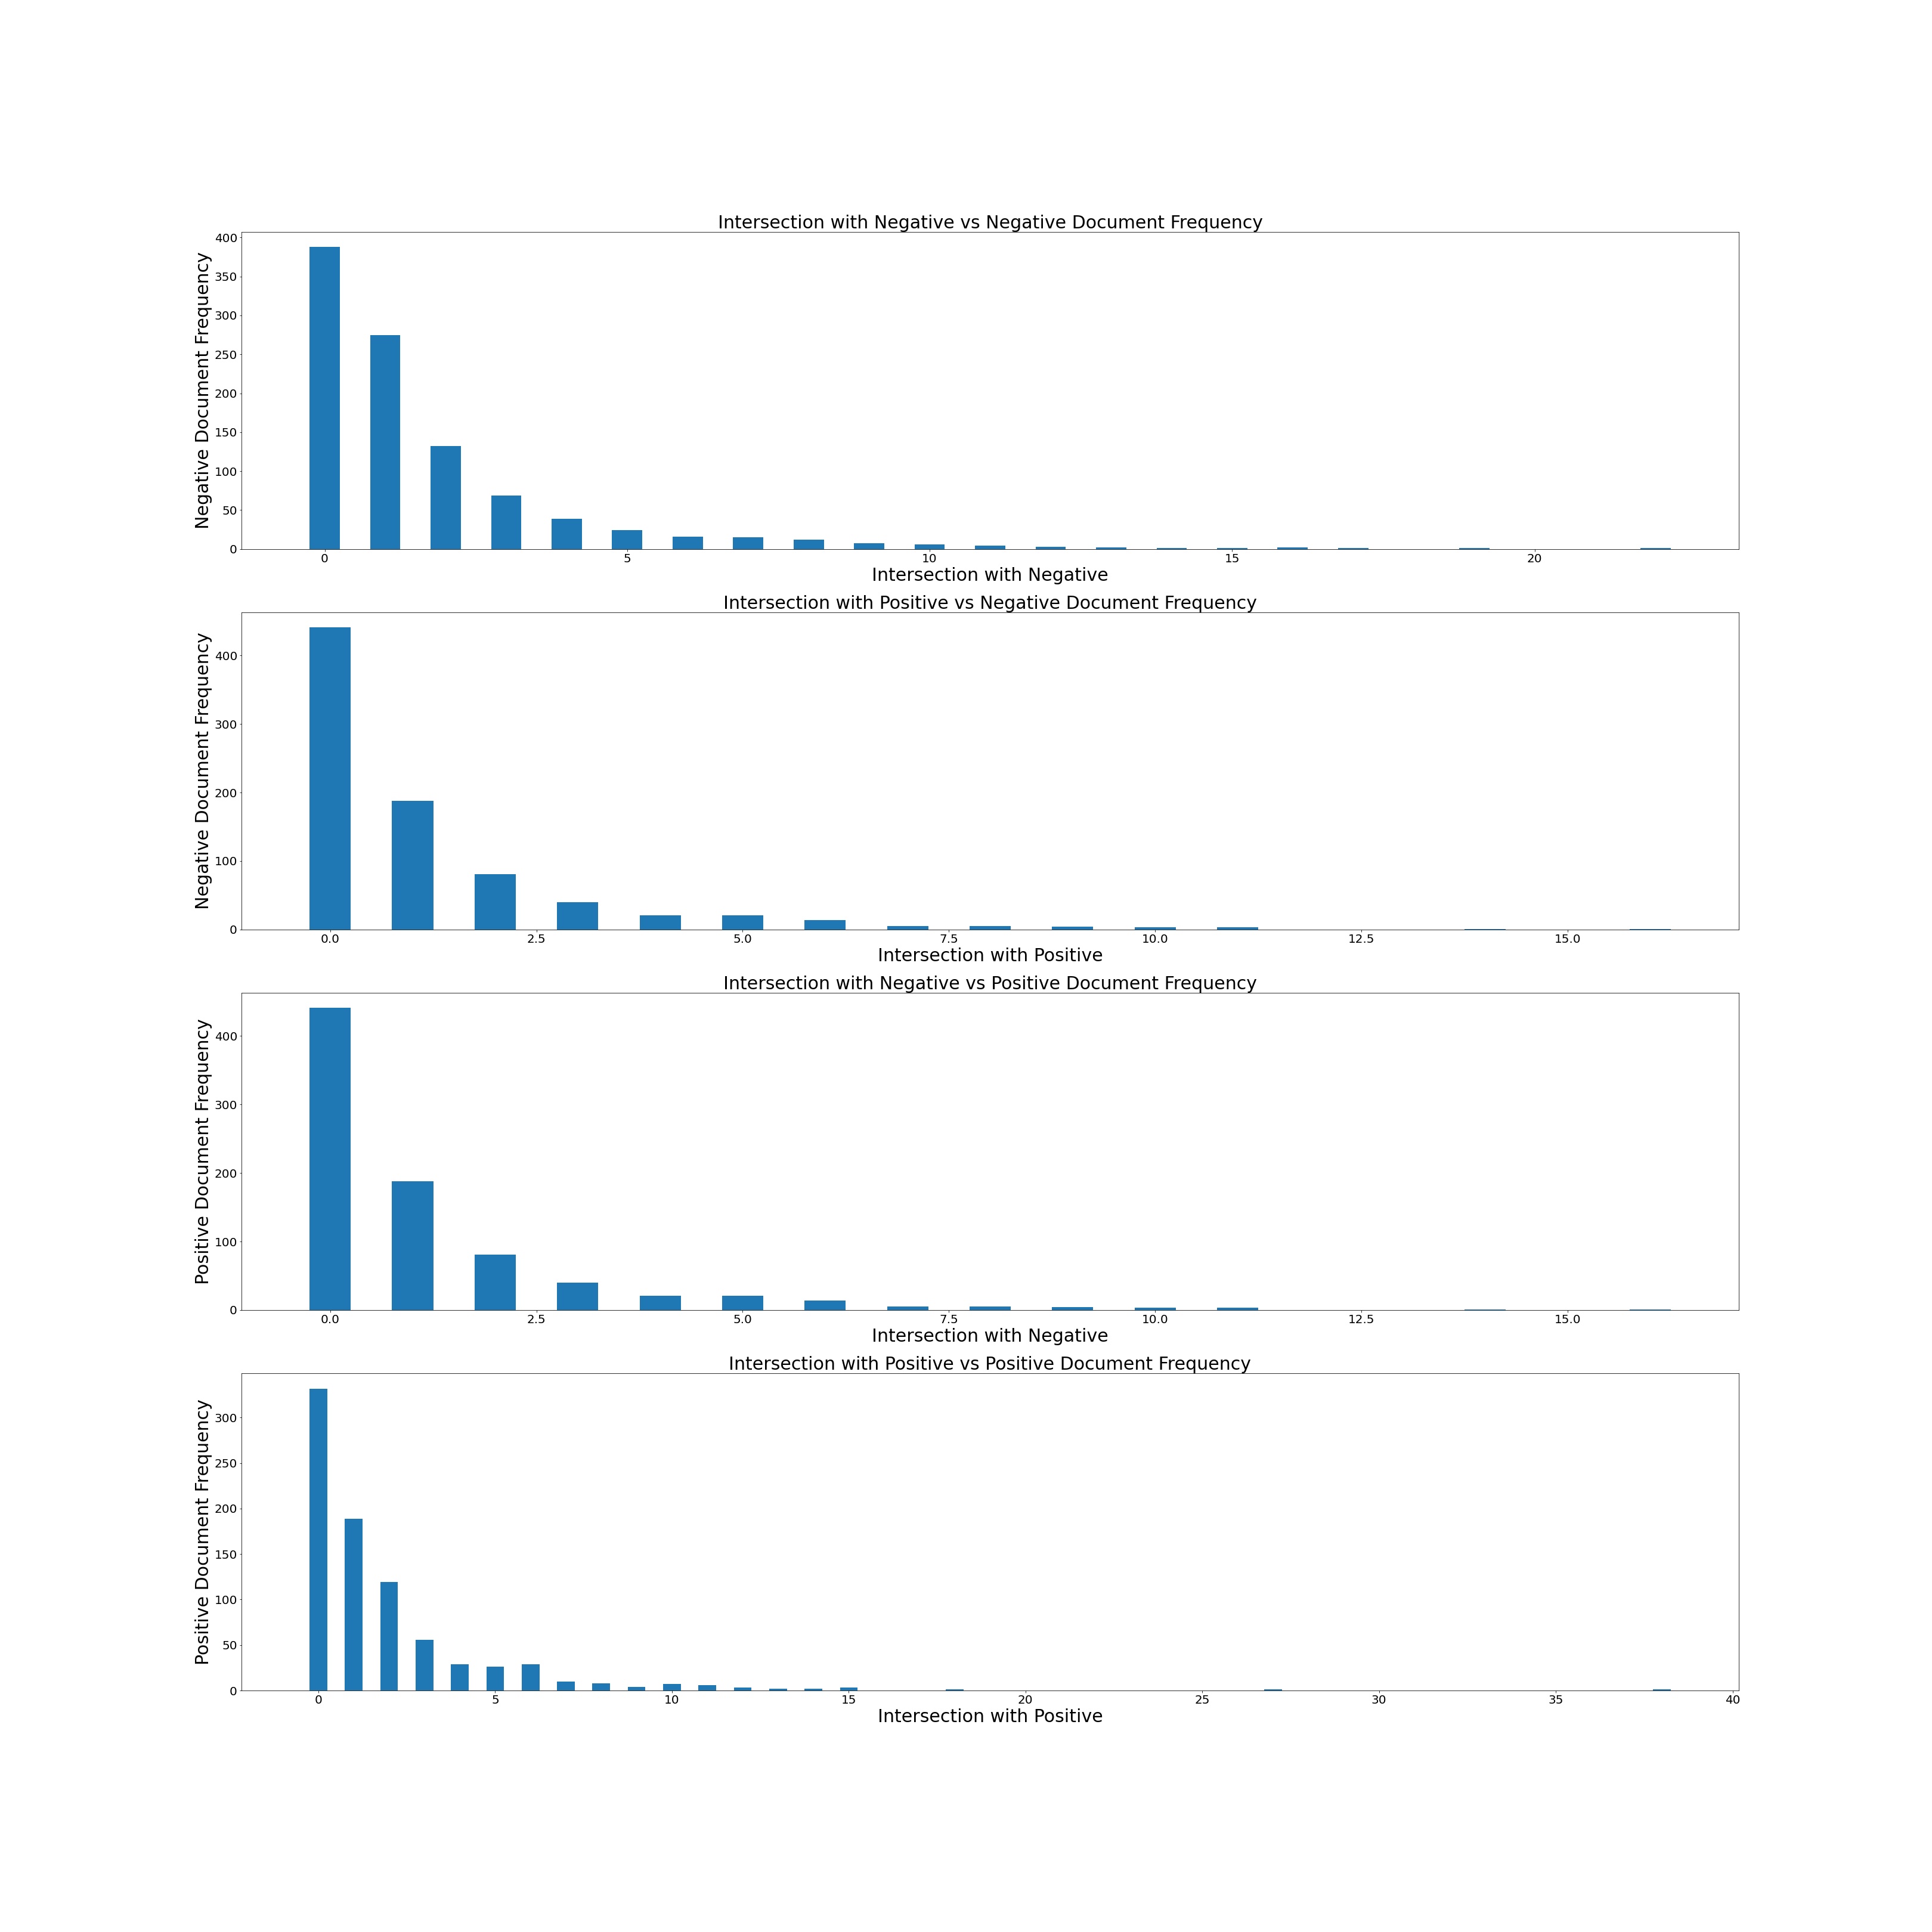 Intersection with Negative vs Negative Document Frequency
400
350
300
250
200
150
100
50
0
Negative Document Frequency
0 5 10 15 20
Intersection with Negative
Intersection with Positive vs Negative Document Frequency
400
300
200
100
0
Negative Document Frequency
0.0 2.5 5.0 7.5 10.0 12.5 15.0
Intersection with Positive
Intersection with Negative vs Positive Document Frequency
400
300
200
100
0
Positive Document Frequency
0.0 2.5 5.0 7.5 10.0 12.5 15.0
Intersection with Negative
Intersection with Positive vs Positive Document Frequency
300
250
200
150
100
50
0
Positive Document Frequency
0 5 10 15 20 25 30 35 40
Intersection with Positive